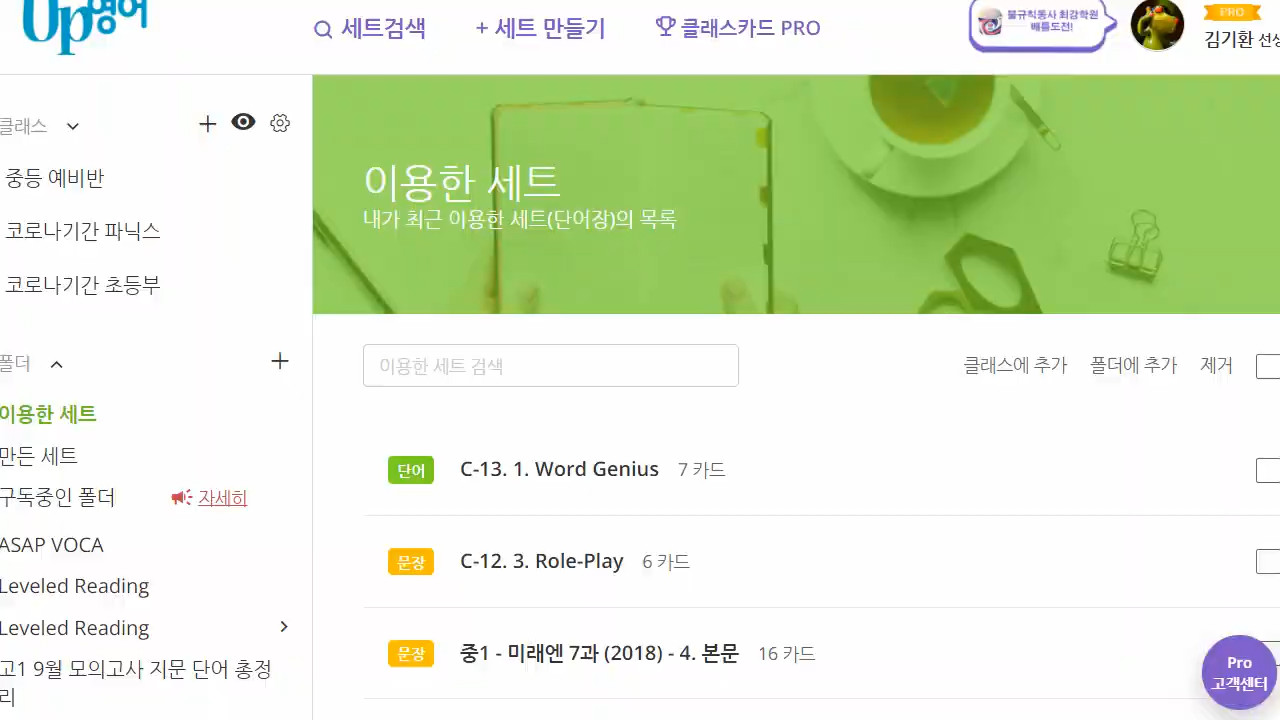 Up영어
세트검색
+ 세트 만들기
클래스카드 PRO
불규칙동사 최강학원
배틀도전!
PRO
김기환 선생
클래스
중등 예비반
코로나기간 파닉스
코로나기간 초등부
폴더
이용한 세트
만든 세트
구독중인 폴더
자세히
ASAP VOCA
Leveled Reading
Leveled Reading
고1 9월 모의고사 지문 단어 총정
리
이용한 세트
내가 최근 이용한 세트(단어장)의 목록
이용한 세트 검색
클래스에 추가
폴더에 추가
제거
단어 C-13. 1. Word Genius 7 카드
문장 C-12. 3. Role-Play 6 카드
문장 중1 - 미래엔 7과 (2018) - 4. 본문 16 카드
Pro
고객센터